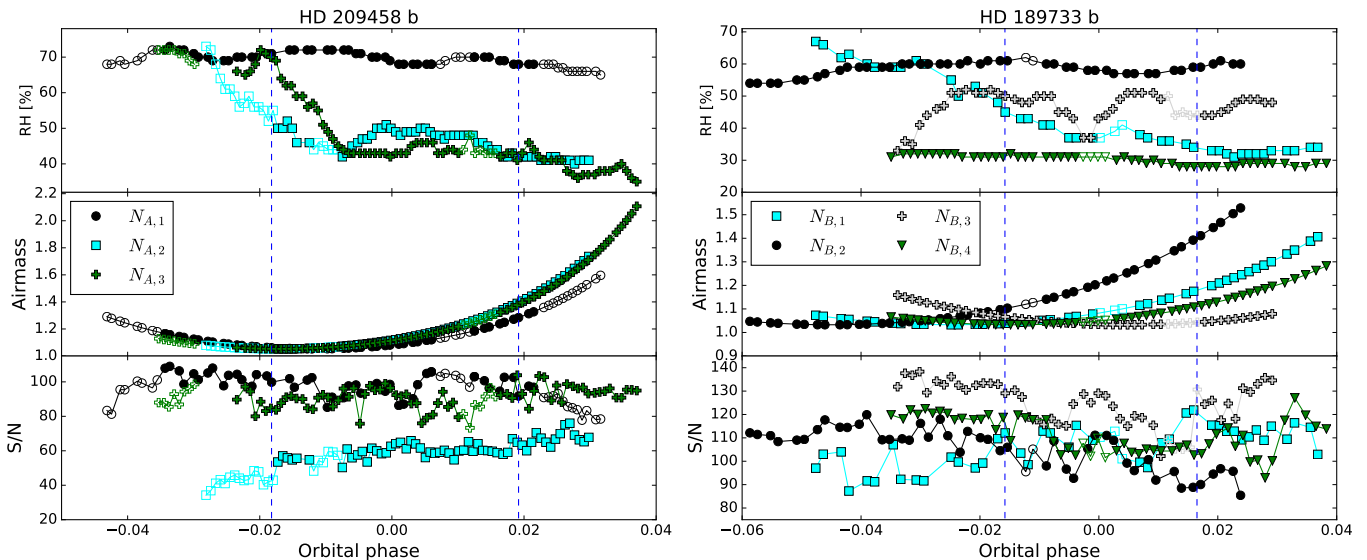 HD 209458 b
70
60
50
40
RH [%]
2.2
2.0
1.8
1.6
1.4
1.2
1.0
Airmass
N_{A,1}
N_{A,2}
N_{A,3}
100
80
60
40
20
S/N
−0.04
−0.02
0.00
0.02
0.04
Orbital phase
HD 189733 b
70
60
50
40
30
20
RH [%]
1.5
1.4
1.3
1.2
1.1
1.0
0.9
Airmass
N_{B,1}
N_{B,2}
N_{B,3}
N_{B,4}
140
130
120
110
100
90
80
S/N
−0.06
−0.04
−0.02
0.00
0.02
0.04
Orbital phase